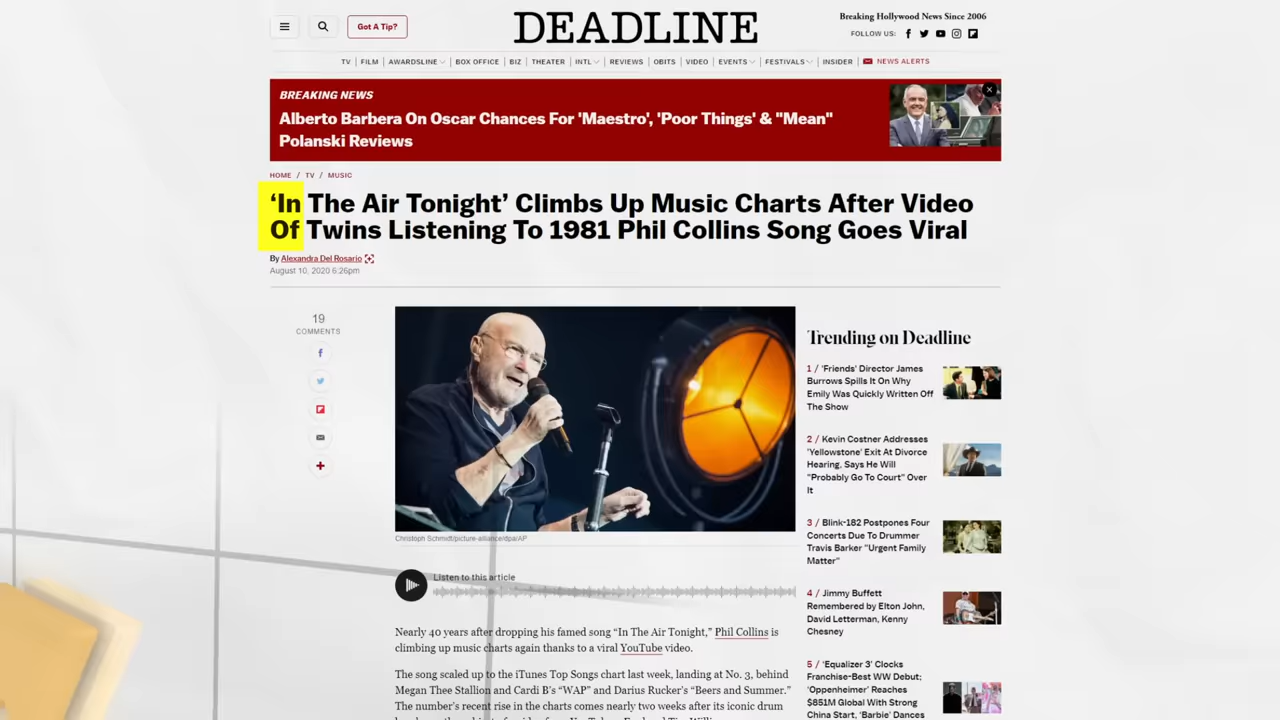 Got A Tip?
DEADLINE
Breaking Hollywood News Since 2006
FOLLOW US:
TV | FILM | AWARDSLINE | BOX OFFICE | BIZ | THEATER | INTL | REVIEWS | OBITS | VIDEO | EVENTS | FESTIVALS | INSIDER | NEWS ALERTS
BREAKING NEWS
Alberto Barbera On Oscar Chances For 'Maestro', 'Poor Things' & "Mean"
Polanski Reviews
HOME / TV / MUSIC
‘In The Air Tonight’ Climbs Up Music Charts After Video
Of Twins Listening To 1981 Phil Collins Song Goes Viral
By Alexandra Del Rosario
August 10, 2020 6:26pm
19
COMMENTS
Christoph Schmidt/picture-alliance/dpa/AP
Listen to this article
Nearly 40 years after dropping his famed song “In The Air Tonight,” Phil Collins is
climbing up music charts again thanks to a viral YouTube video.
The song scaled up to the iTunes Top Songs chart last week, landing at No. 3, behind
Megan Thee Stallion and Cardi B’s “WAP” and Darius Rucker’s “Beers and Summer.”
The number’s recent rise in the charts comes nearly two weeks after its iconic drum
Trending on Deadline
1 / 'Friends' Director James
Burrows Spills It On Why
Emily Was Quickly Written Off
The Show
2 / Kevin Costner Addresses
'Yellowstone' Exit At Divorce
Hearing, Says He Will
"Probably Go To Court" Over
It
3 / Blink-182 Postpones Four
Concerts Due To Drummer
Travis Barker "Urgent Family
Matter"
4 / Jimmy Buffett
Remembered by Elton John,
David Letterman, Kenny
Chesney
5 / 'Equalizer 3' Clocks
Franchise-Best WW Debut;
'Oppenheimer' Reaches
$851M Global With Strong
China Start, 'Barbie' Dances